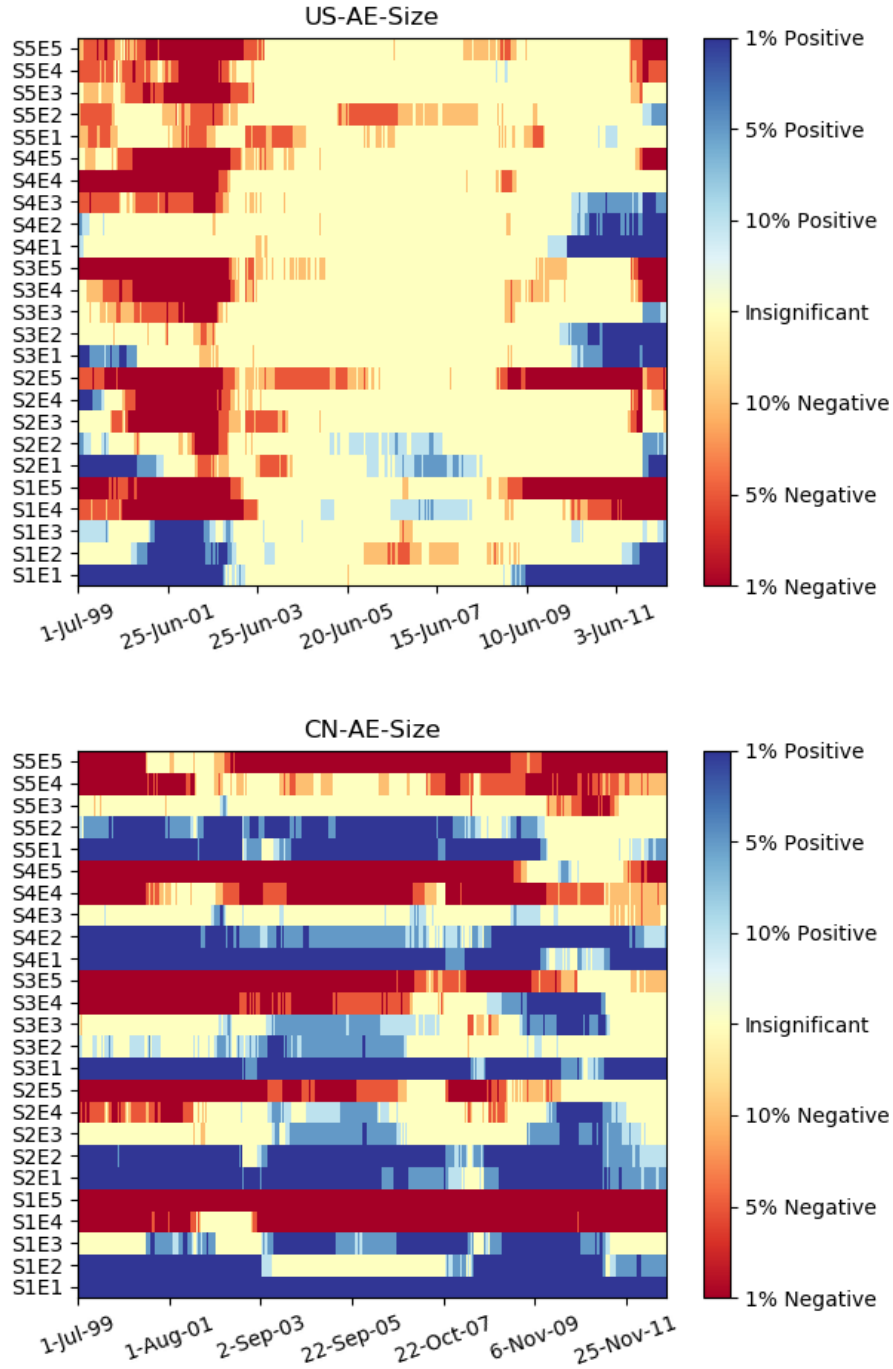 US-AE-Size
S5E5
S5E4
S5E3
S5E2
S5E1
S4E5
S4E4
S4E3
S4E2
S4E1
S3E5
S3E4
S3E3
S3E2
S3E1
S2E5
S2E4
S2E3
S2E2
S2E1
S1E5
S1E4
S1E3
S1E2
S1E1
1-Jul-99
25-Jun-01
25-Jun-03
20-Jun-05
15-Jun-07
10-Jun-09
3-Jun-11
1% Positive
5% Positive
10% Positive
Insignificant
10% Negative
5% Negative
1% Negative
CN-AE-Size
S5E5
S5E4
S5E3
S5E2
S5E1
S4E5
S4E4
S4E3
S4E2
S4E1
S3E5
S3E4
S3E3
S3E2
S3E1
S2E5
S2E4
S2E3
S2E2
S2E1
S1E5
S1E4
S1E3
S1E2
S1E1
1-Jul-99
1-Aug-01
2-Sep-03
22-Sep-05
22-Oct-07
6-Nov-09
25-Nov-11
1% Positive
5% Positive
10% Positive
Insignificant
10% Negative
5% Negative
1% Negative